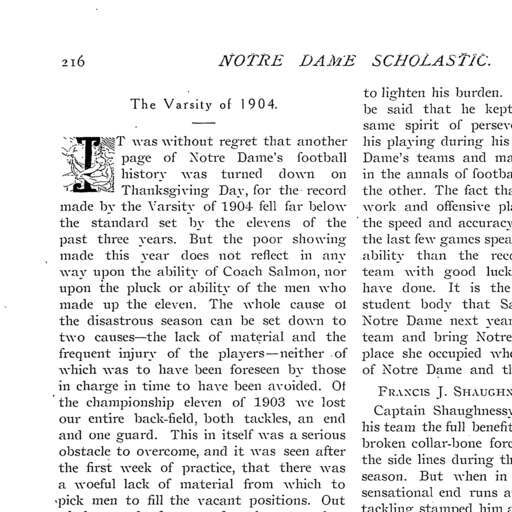 216 NOTRE DAME SCHOLASTIC.
The Varsity of 1904.
IT was without regret that another
page of Notre Dame's football
history was turned down on
Thanksgiving Day, for the record
made by the Varsity of 1904 fell far below
the standard set by the elevens of the
past three years. But the poor showing
made this year does not reflect in any
way upon the ability of Coach Salmon, nor
upon the pluck or ability of the men who
made up the eleven. The whole cause of
the disastrous season can be set down to
two causes—the lack of material and the
frequent injury of the players—neither of
which was to have been foreseen by those
in charge in time to have been avoided. Of
the championship eleven of 1903 we lost
our entire back-field, both tackles, an end
and one guard. This in itself was a serious
obstacle to overcome, and it was seen after
the first week of practice, that there was
a woeful lack of material from which to
pick men to fill the vacant positions. Out
to lighten his burden.
be said that he kept
same spirit of persev
his playing during his
Dame's teams and ma
in the annals of footba
the other. The fact tha
work and offensive pla
the speed and accuracy
the last few games spea
ability than the reco
team with good luck
have done. It is the
student body that Sa
Notre Dame next year
team and bring Notre
place she occupied whe
of Notre Dame and th
FRANCIS J. SHAUGHN
Captain Shaughnessy
his team the full benefit
broken collar-bone forc
the side lines during th
season. But when in
sensational end runs a
tackling stamped him a